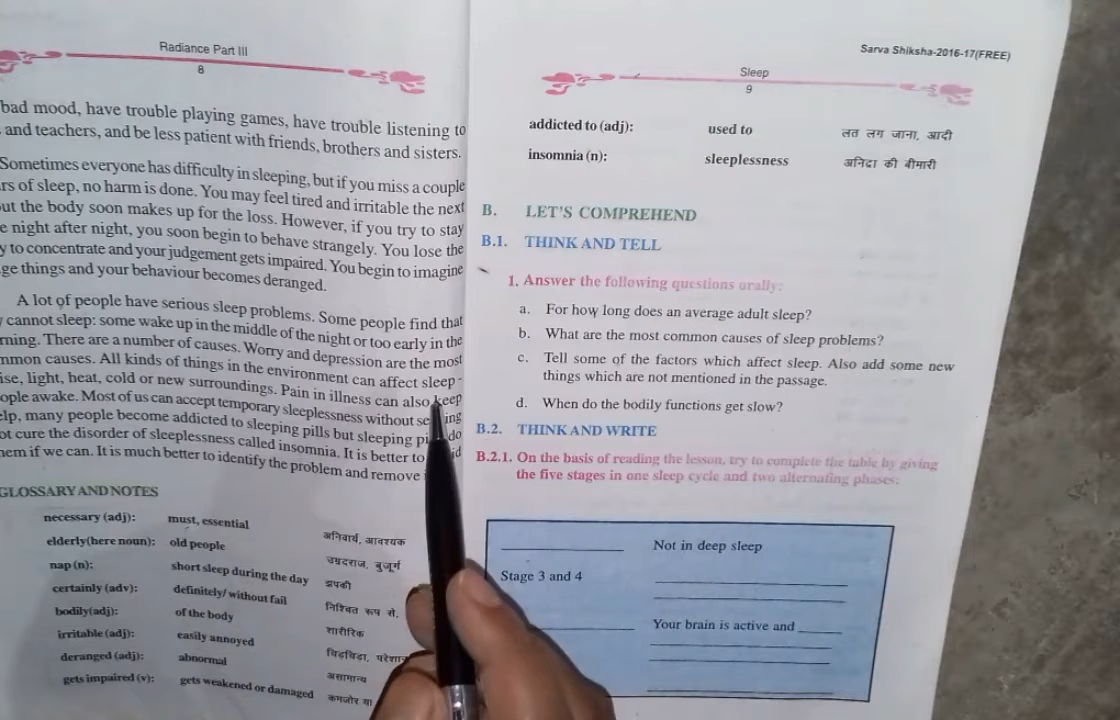 Radiance Part III
8
bad mood, have trouble playing games, have trouble listening to
and teachers, and be less patient with friends, brothers and sisters.
Sometimes everyone has difficulty in sleeping, but if you miss a couple
rs of sleep, no harm is done. You may feel tired and irritable the next
ut the body soon makes up for the loss. However, if you try to stay
e night after night, you soon begin to behave strangely. You lose the
y to concentrate and your judgement gets impaired. You begin to imagine
ge things and your behaviour becomes deranged.
A lot of people have serious sleep problems. Some people find that
cannot sleep: some wake up in the middle of the night or too early in the
rning. There are a number of causes. Worry and depression are the most
mmon causes. All kinds of things in the environment can affect sleep -
ise, light, heat, cold or new surroundings. Pain in illness can also keep
ople awake. Most of us can accept temporary sleeplessness without
elp, many people become addicted to sleeping pills but sleeping do
ot cure the disorder of sleeplessness called insomnia. It is better to
hem if we can. It is much better to identify the problem and remove
GLOSSARY AND NOTES
necessary (adj): must, essential अनिवार्य, आवश्यक
elderly(here noun): old people उम्रदराज, बुजुर्ग
nap (n): short sleep during the day झपकी
certainly (adv): definitely/ without fail निश्चित रूप से,
bodily(adj): of the body शारीरिक
irritable (adj): easily annoyed चिड़चिड़ा,
deranged (adj): abnormal असामान्य
gets impaired (v): gets weakened or damaged कमजोर या
Sarva Shiksha-2016-17(FREE)
Sleep
9
addicted to (adj): used to लत लग जाना, आदी
insomnia (n): sleeplessness अनिद्रा की बीमारी
B. LET'S COMPREHEND
B.1. THINK AND TELL
1. Answer the following questions orally:
a. For how long does an average adult sleep?
b. What are the most common causes of sleep problems?
c. Tell some of the factors which affect sleep. Also add some new
things which are not mentioned in the passage.
d. When do the bodily functions get slow?
B.2. THINK AND WRITE
B.2.1. On the basis of reading the lesson, try to complete the table by giving
the five stages in one sleep cycle and two alternating phases:
Not in deep sleep
Stage 3 and 4
Your brain is active and